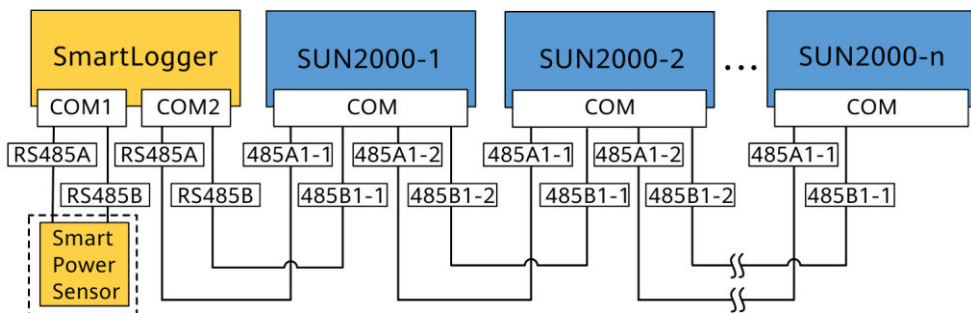 SmartLogger
SUN2000-1
SUN2000-2
...
SUN2000-n
COM1
COM2
COM
COM
COM
RS485A
RS485A
485A1-1
485A1-2
485A1-1
485A1-2
485A1-1
RS485B
RS485B
485B1-1
485B1-2
485B1-1
485B1-2
485B1-1
Smart
Power
Sensor